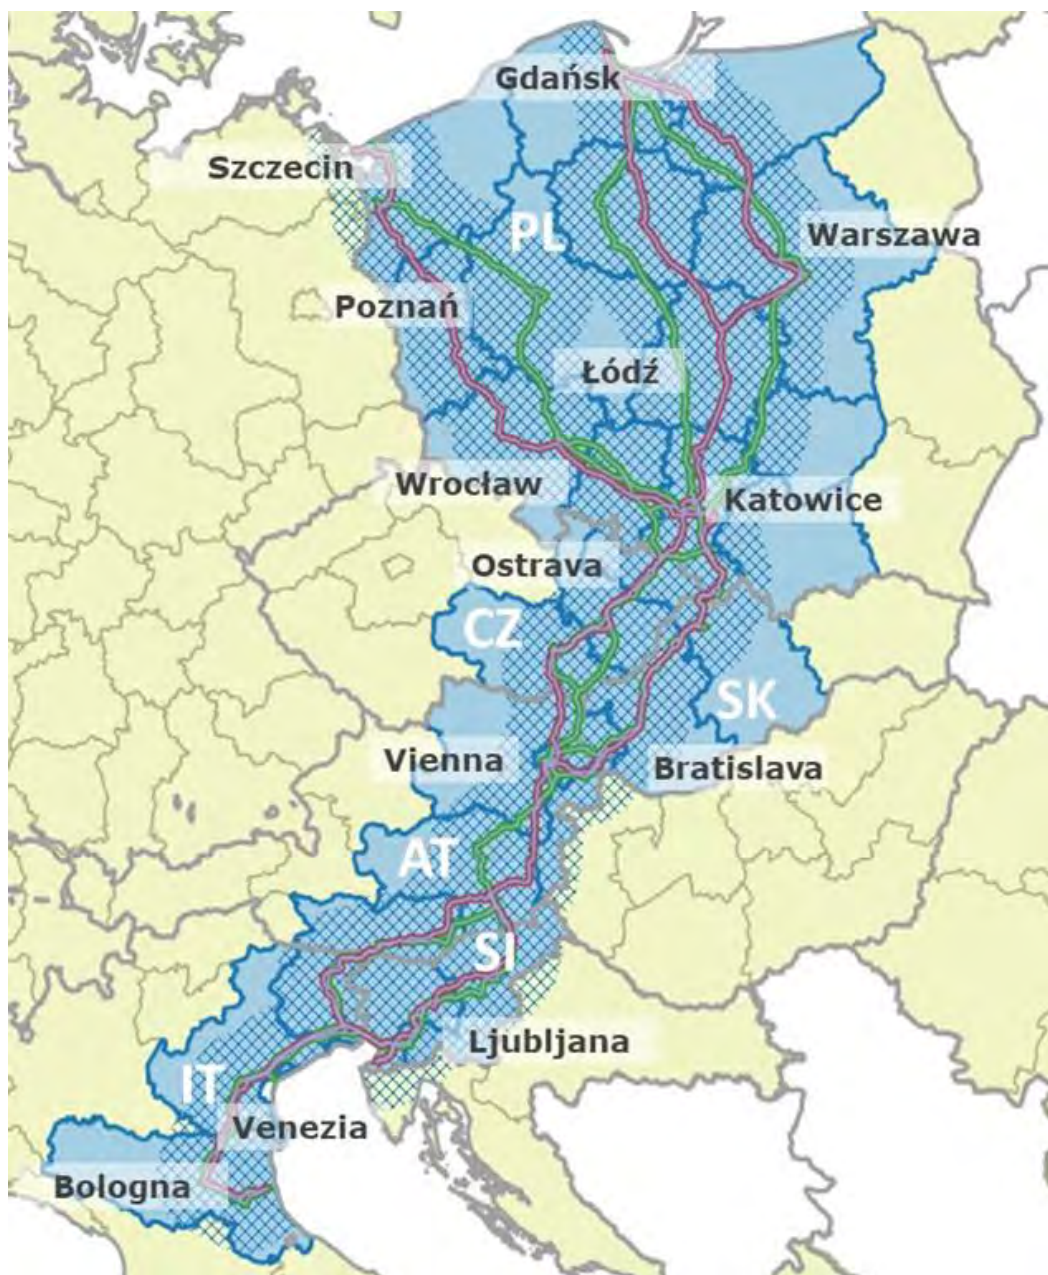 Gdańsk
Szczecin
PL
Warszawa
Poznań
Łódź
Wrocław
Katowice
Ostrava
CZ
SK
Vienna
Bratislava
AT
SI
Ljubljana
IT
Venezia
Bologna